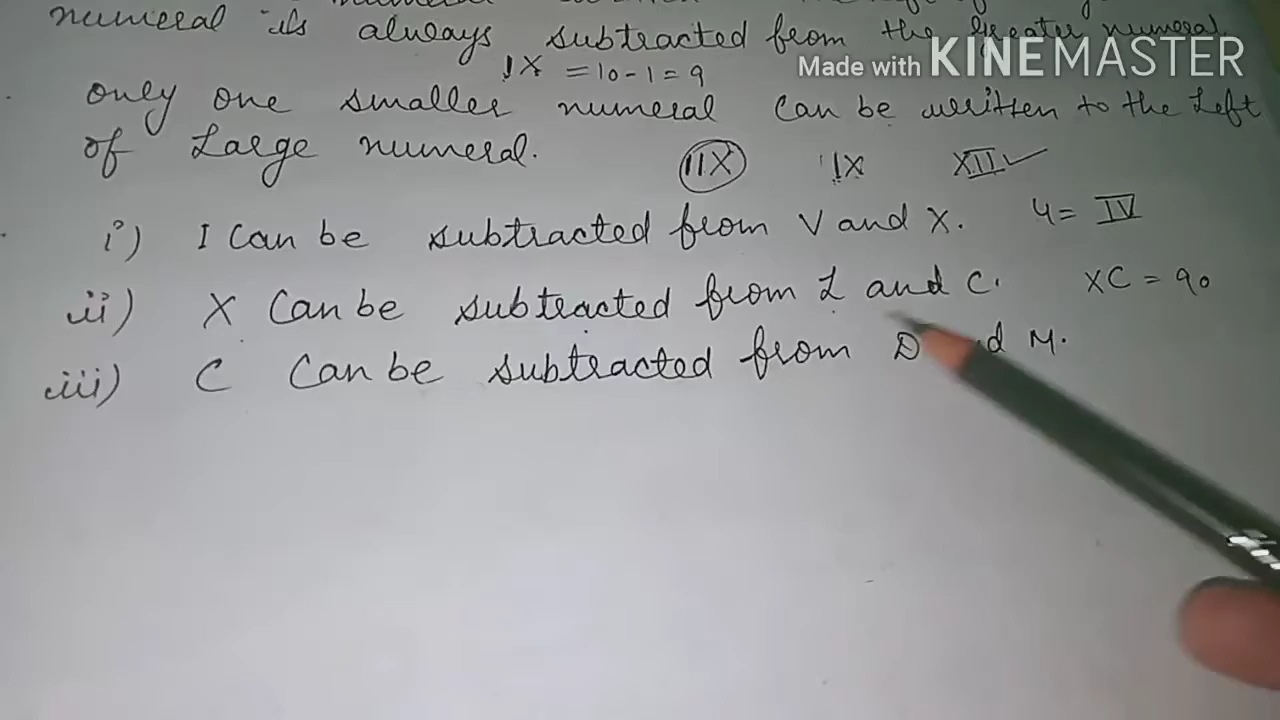 numeral is always subtracted from the greater numeral.
IX = 10 - 1 = 9
Made with KINEMASTER
only one smaller numeral can be written to the Left
of Large numeral. IIX IX XII ✓
i) I Can be subtracted from V and X. 4 = IV
ii) X Can be subtracted from L and C. XC = 90
iii) C Can be subtracted from D M.